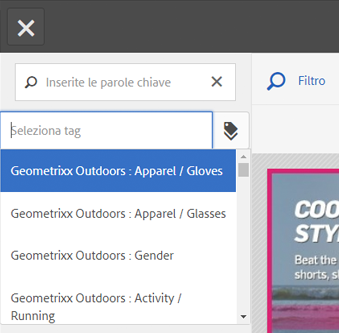 Inserite le parole chiave
Filtro
Seleziona tag
Geometrixx Outdoors : Apparel / Gloves
Geometrixx Outdoors : Apparel / Glasses
Geometrixx Outdoors : Gender
Geometrixx Outdoors : Activity /
Running
COO
STY
Beat the
shorts, s